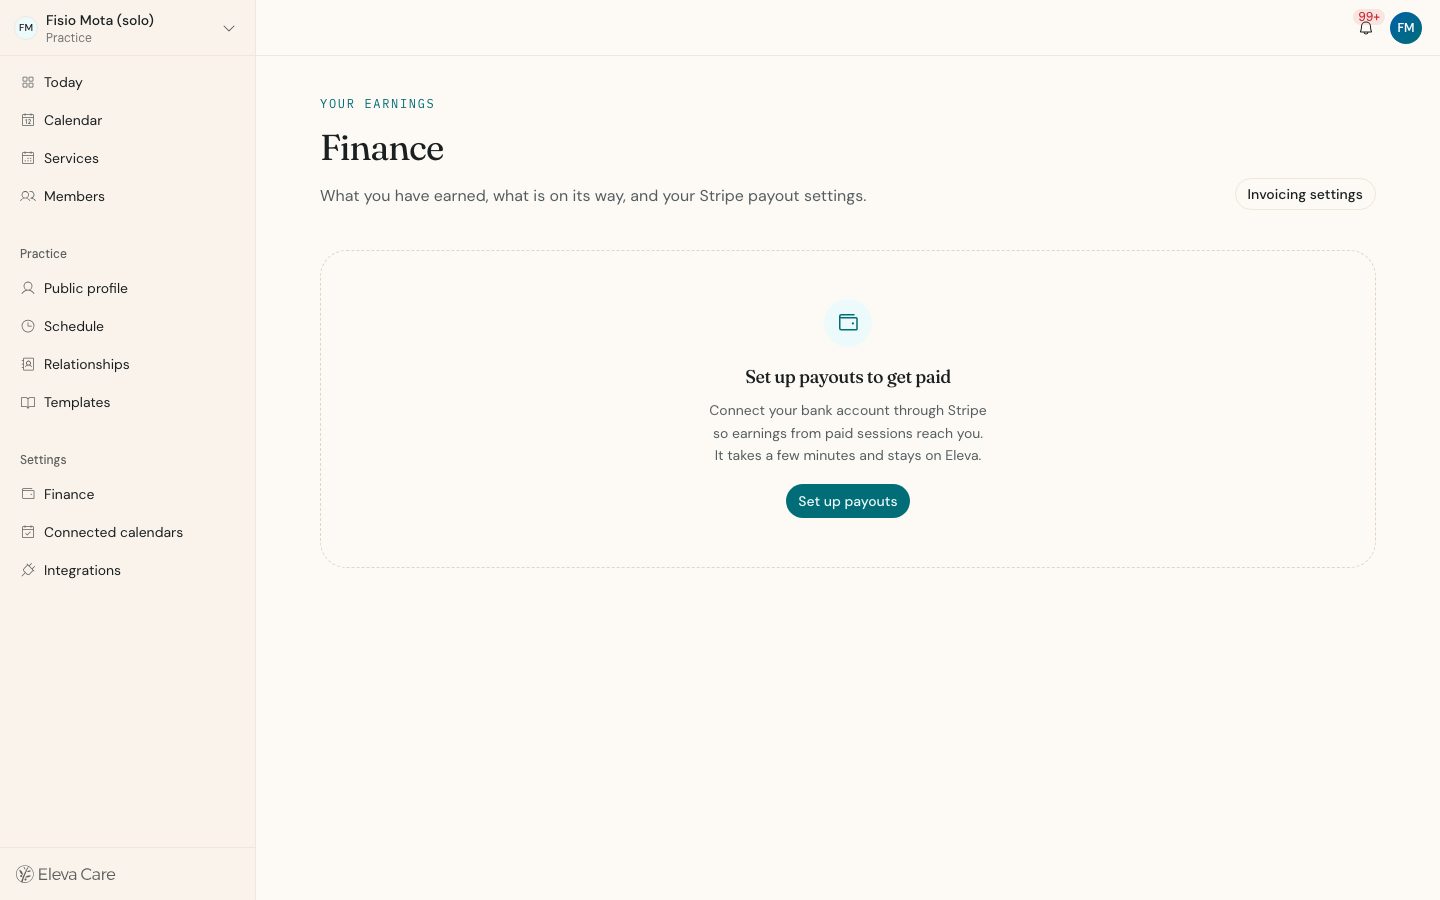 FM
Fisio Mota (solo)
Practice
99+
FM
Today
12
Calendar
Services
Members
Practice
Public profile
Schedule
Relationships
Templates
Settings
Finance
Connected calendars
Integrations
Eleva Care
YOUR EARNINGS
Finance
What you have earned, what is on its way, and your Stripe payout settings.
Invoicing settings
Set up payouts to get paid
Connect your bank account through Stripe
so earnings from paid sessions reach you.
It takes a few minutes and stays on Eleva.
Set up payouts